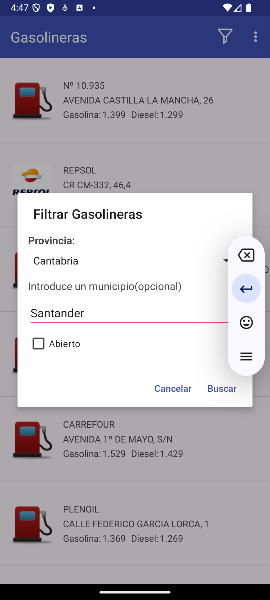 4:47
Gasolineras
Nº 10.935
AVENIDA CASTILLA LA MANCHA, 26
Gasolina: 1.399 Diesel: 1.299
REPSOL
CR CM-332, 46,4
REPSOL
Filtrar Gasolineras
Provincia:
Cantabria
Introduce un municipio(opcional)
Santander
Abierto
Cancelar
Buscar
CARREFOUR
AVENIDA 1º DE MAYO, S/N
Gasolina: 1.529 Diesel: 1.429
PLENOIL
CALLE FEDERICO GARCIA LORCA, 1
Gasolina: 1.369 Diesel: 1.269